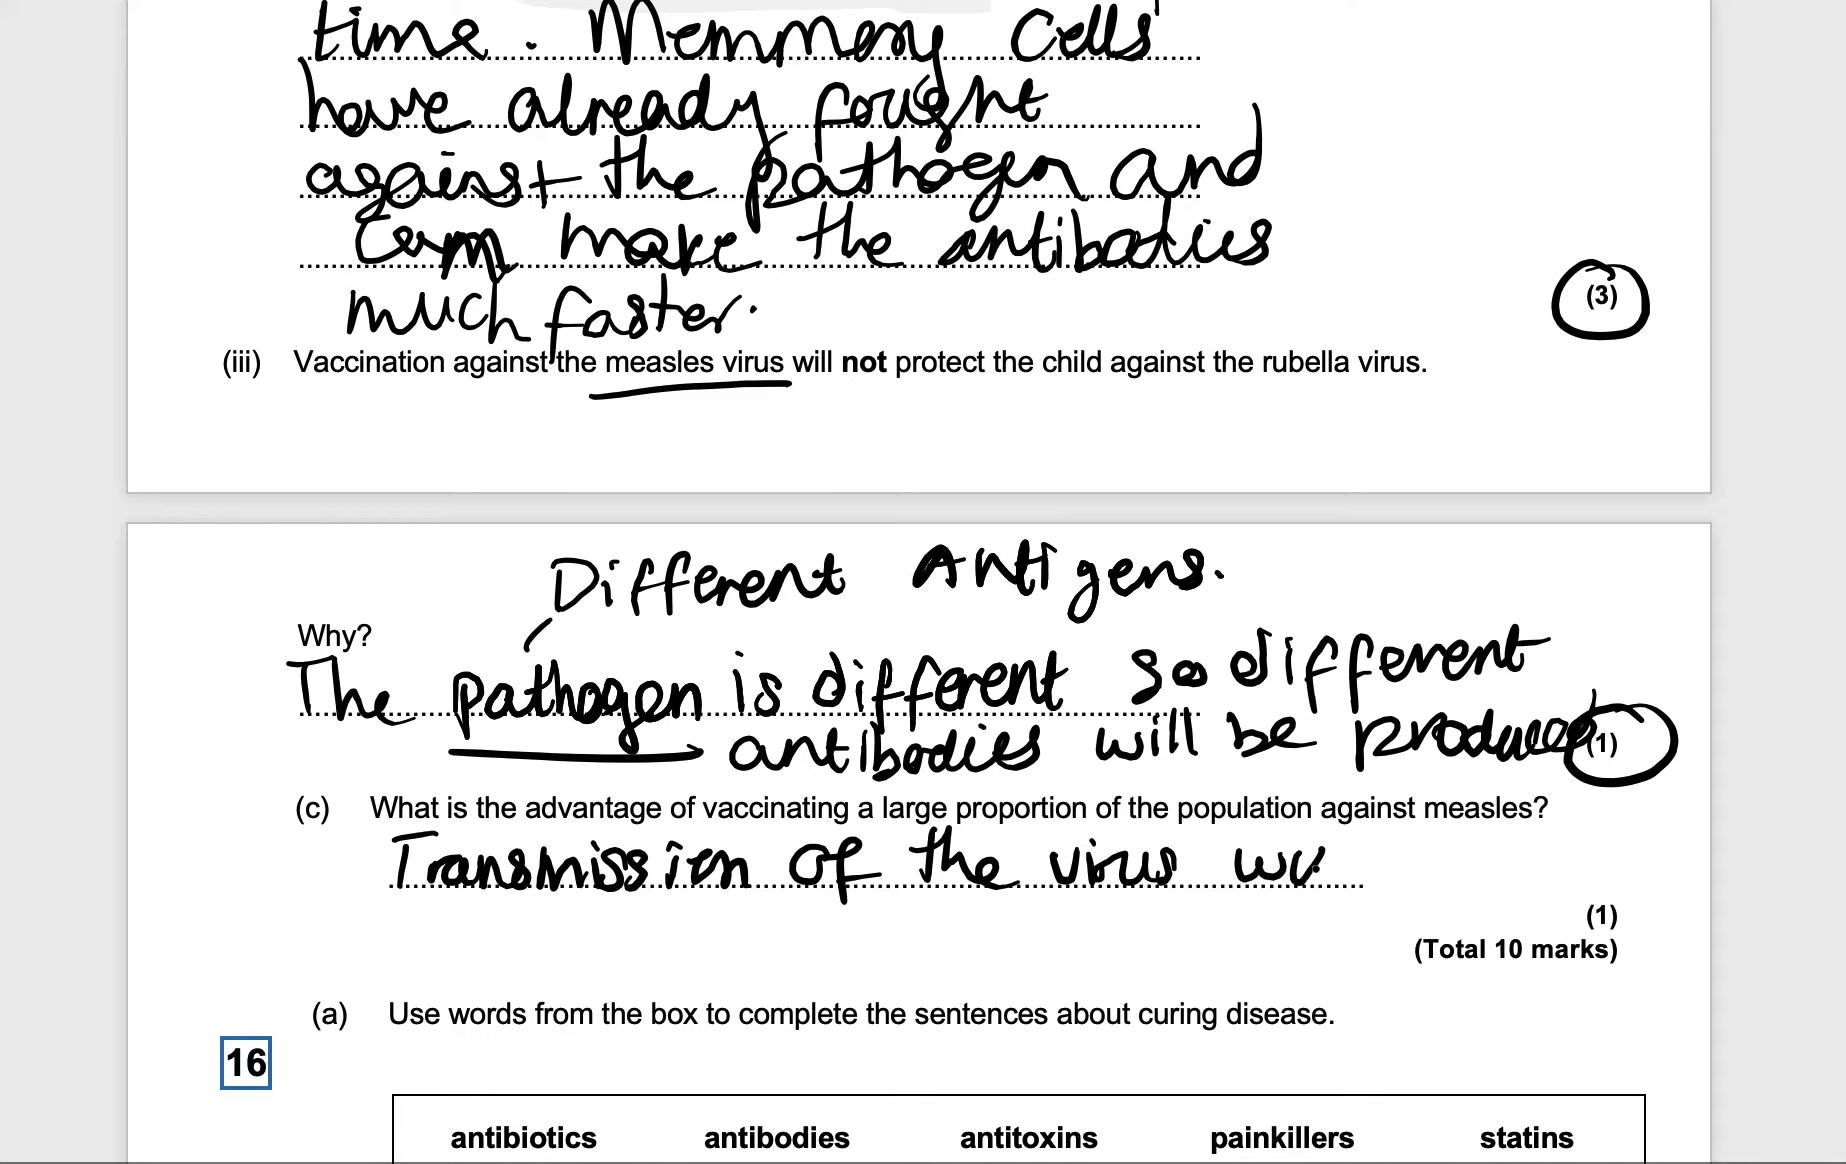 time. Memmory Cells
have already fought
against the pathogen and
can make the antibodies
much faster.
(3)
(iii) Vaccination against the measles virus will not protect the child against the rubella virus.
Different Antigens.
Why?
The pathogen is different so different
antibodies will be produced
(1)
(c) What is the advantage of vaccinating a large proportion of the population against measles?
Transmission of the virus
(1)
(Total 10 marks)
(a) Use words from the box to complete the sentences about curing disease.
16
antibiotics antibodies antitoxins painkillers statins